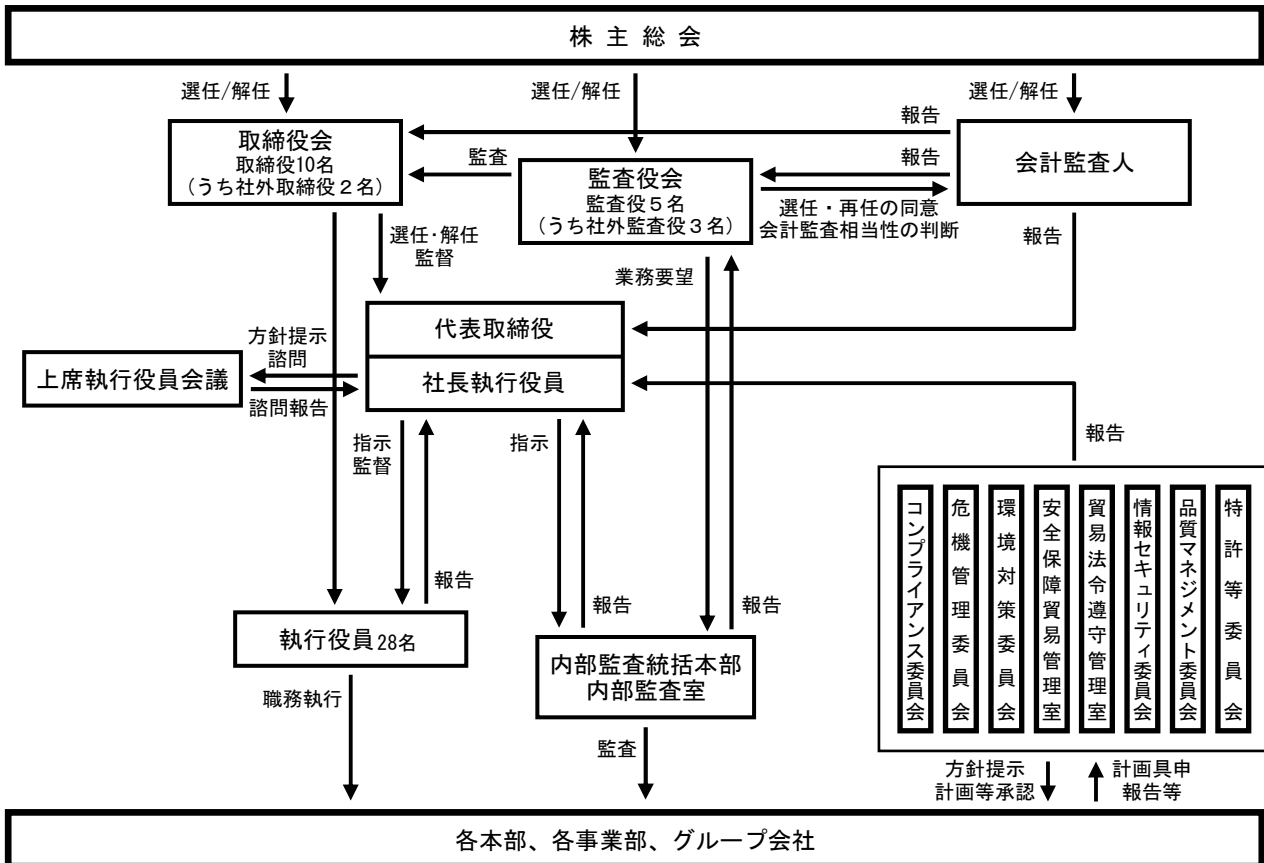 株主総会
選任/解任
選任/解任
選任/解任
取締役会
取締役10名
（うち社外取締役２名）
監査
監査役会
監査役５名
（うち社外監査役３名）
報告
報告
選任・再任の同意
会計監査相当性の判断
会計監査人
報告
選任・解任
監督
業務要望
代表取締役
社長執行役員
方針提示
諮問
上席執行役員会議
諮問報告
指示
監督
報告
指示
報告
報告
報告
執行役員28名
内部監査統括本部
内部監査室
コンプライアンス委員会
危機管理委員会
環境対策委員会
安全保障貿易管理室
貿易法令遵守管理室
情報セキュリティ委員会
品質マネジメント委員会
特許等委員会
職務執行
監査
方針提示
計画等承認
計画具申
報告等
各本部、各事業部、グループ会社